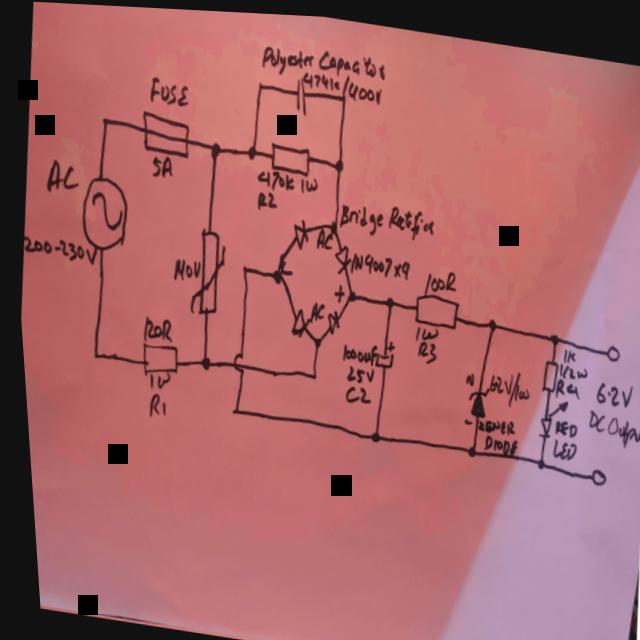 Polyester Capacitor
474k/400V
FUSE
5A
470k 1W
R2
AC
200-230V
MOV
20R
1W
R1
Bridge Rectifier
AC
1N4007x4
+
-
AC
100R
1W
R3
+
1000uf
25V
C2
6.2V/1W
ZENER
DIODE
1K
1/2W
R4
RED
LED
6.2V
DC Output